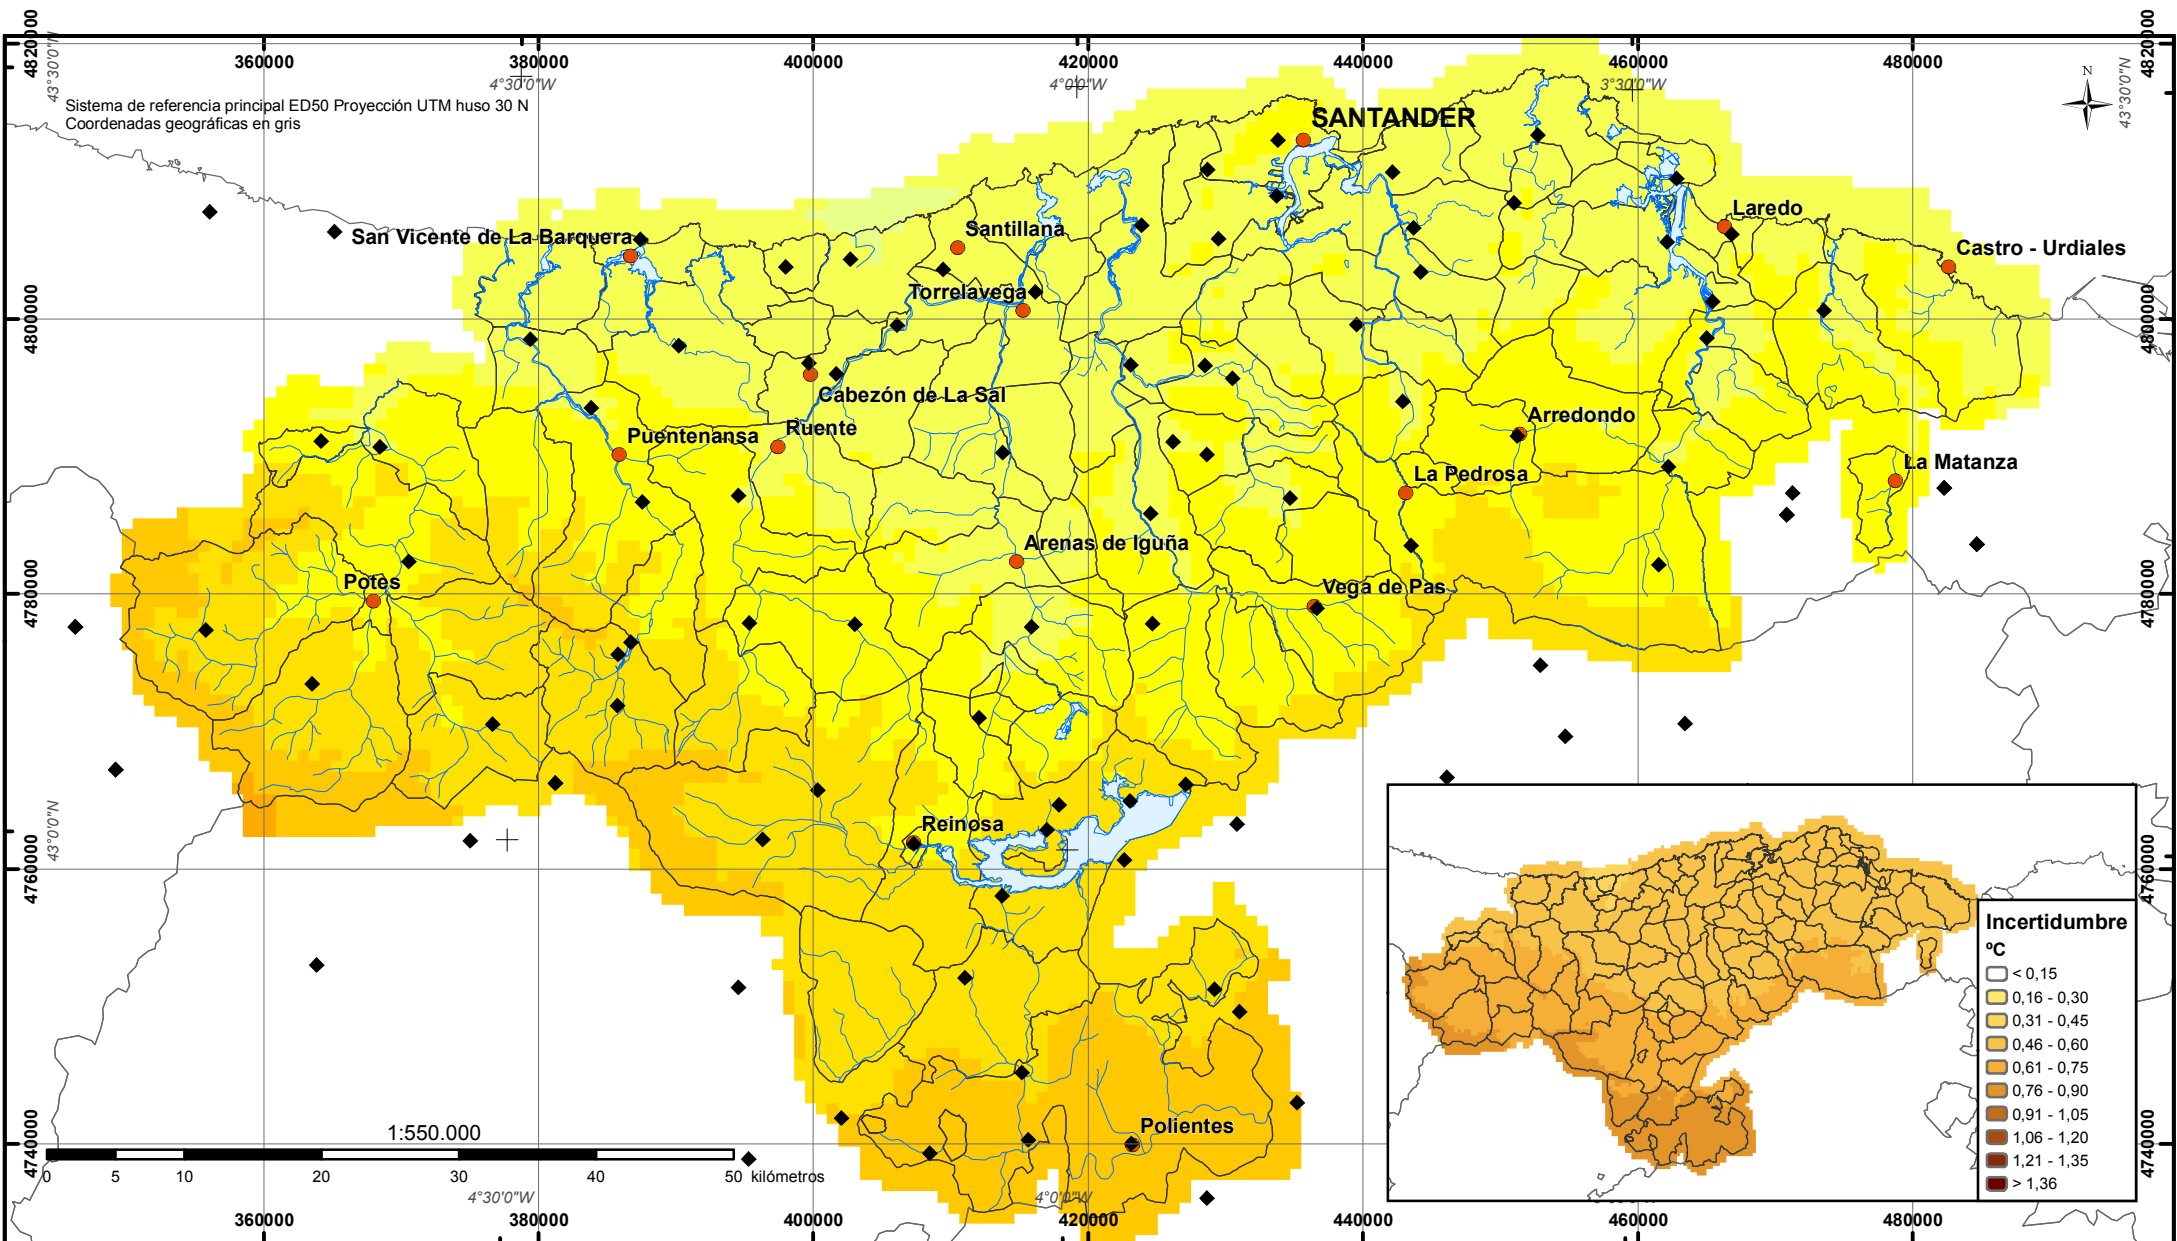 360000 380000 400000 420000 440000 460000 480000
4°30'0"W 4°0'0"W 3°30'0"W
4820000
43°30'0"N
4820000
43°30'0"N
N
Sistema de referencia principal ED50 Proyección UTM huso 30 N
Coordenadas geográficas en gris
SANTANDER
Laredo
San Vicente de La Barquera
Santillana
Castro - Urdiales
Torrelavega
4800000
4800000
Cabezón de La Sal
Arredondo
Ruente
Puentenansa
La Matanza
La Pedrosa
Arenas de Iguña
Potes
Vega de Pas
4780000
4780000
Reinosa
43°0'0"N
4760000
4760000
Incertidumbre
ºC
< 0,15
0,16 - 0,30
0,31 - 0,45
0,46 - 0,60
0,61 - 0,75
0,76 - 0,90
0,91 - 1,05
1,06 - 1,20
1,21 - 1,35
> 1,36
Polientes
1:550.000
4740000
4740000
0 5 10 20 30 40 50 kilómetros
4°30'0"W 4°0'0"W
360000 380000 400000 420000 440000 460000 480000